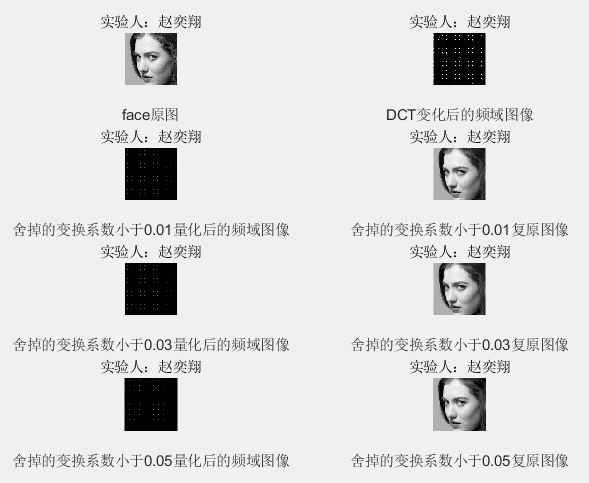 实验人：赵奕翔
实验人：赵奕翔
face原图
DCT变化后的频域图像
实验人：赵奕翔
实验人：赵奕翔
舍掉的变换系数小于0.01量化后的频域图像
舍掉的变换系数小于0.01复原图像
实验人：赵奕翔
实验人：赵奕翔
舍掉的变换系数小于0.03量化后的频域图像
舍掉的变换系数小于0.03复原图像
实验人：赵奕翔
实验人：赵奕翔
舍掉的变换系数小于0.05量化后的频域图像
舍掉的变换系数小于0.05复原图像